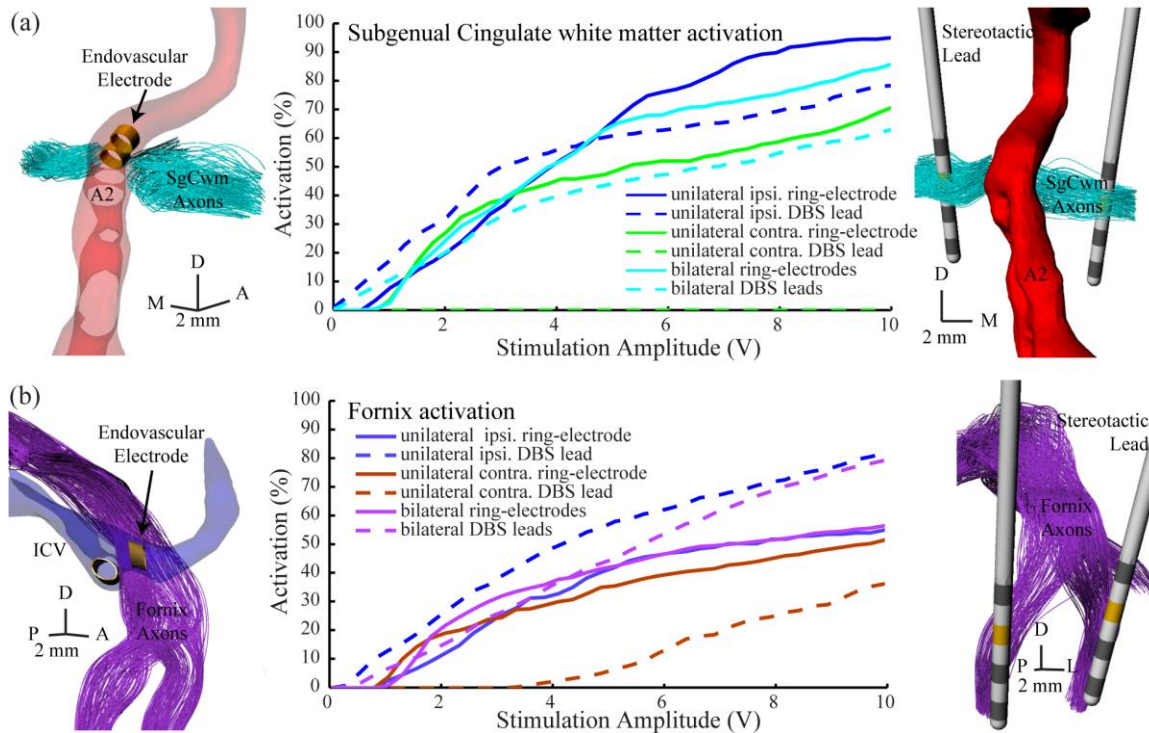 (a)
Endovascular
Electrode
A2
SgCwm
Axons
D
M
A
2 mm
Subgenual Cingulate white matter activation
Activation (%)
100
90
80
70
60
50
40
30
20
10
0
unilateral ipsi. ring-electrode
unilateral ipsi. DBS lead
unilateral contra. ring-electrode
unilateral contra. DBS lead
bilateral ring-electrodes
bilateral DBS leads
0 2 4 6 8 10
Stimulation Amplitude (V)
Stereotactic
Lead
SgCwm
Axons
A2
D
M
2 mm
(b)
Endovascular
Electrode
ICV
D
P
A
2 mm
Fornix
Axons
Fornix activation
Activation (%)
100
90
80
70
60
50
40
30
20
10
0
unilateral ipsi. ring-electrode
unilateral ipsi. DBS lead
unilateral contra. ring-electrode
unilateral contra. DBS lead
bilateral ring-electrodes
bilateral DBS leads
0 2 4 6 8 10
Stimulation Amplitude (V)
Stereotactic
Lead
Fornix
Axons
D
P
L
2 mm